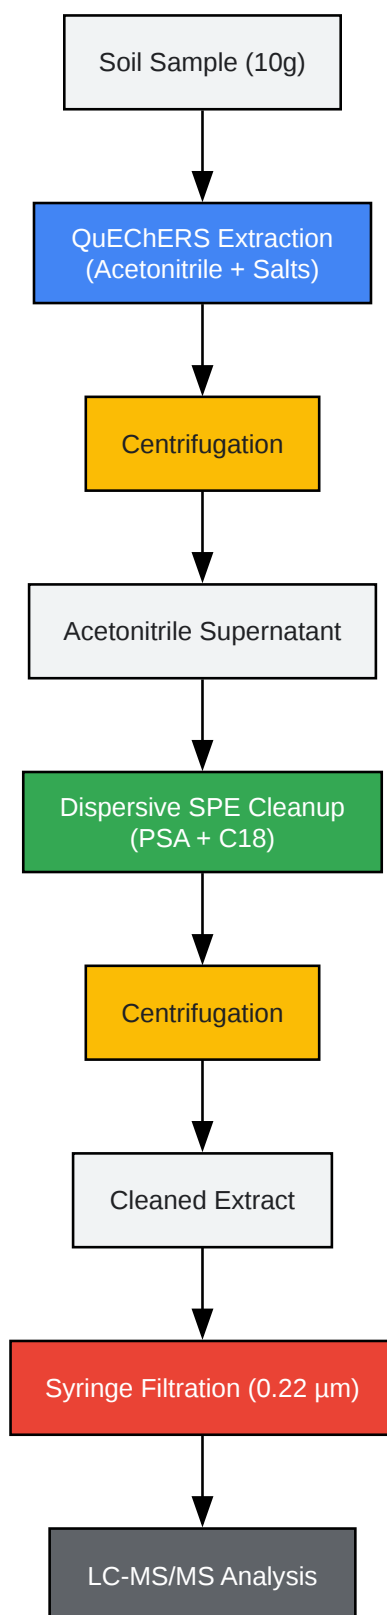 Soil Sample (10g)
QuEChERS Extraction
(Acetonitrile + Salts)
Centrifugation
Acetonitrile Supernatant
Dispersive SPE Cleanup
(PSA + C18)
Centrifugation
Cleaned Extract
Syringe Filtration (0.22 µm)
LC-MS/MS Analysis